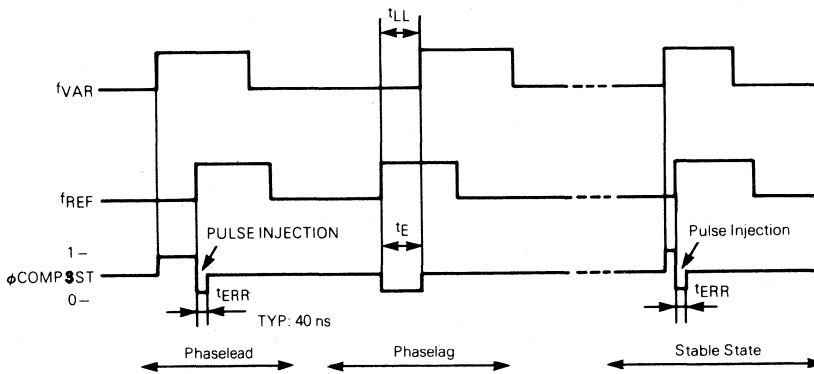 tLL
fVAR
fREF
tE
PULSE INJECTION
Pulse Injection
1 –
φCOMP3ST
0 –
tERR
tERR
TYP: 40 ns
Phaselead
Phaselag
Stable State